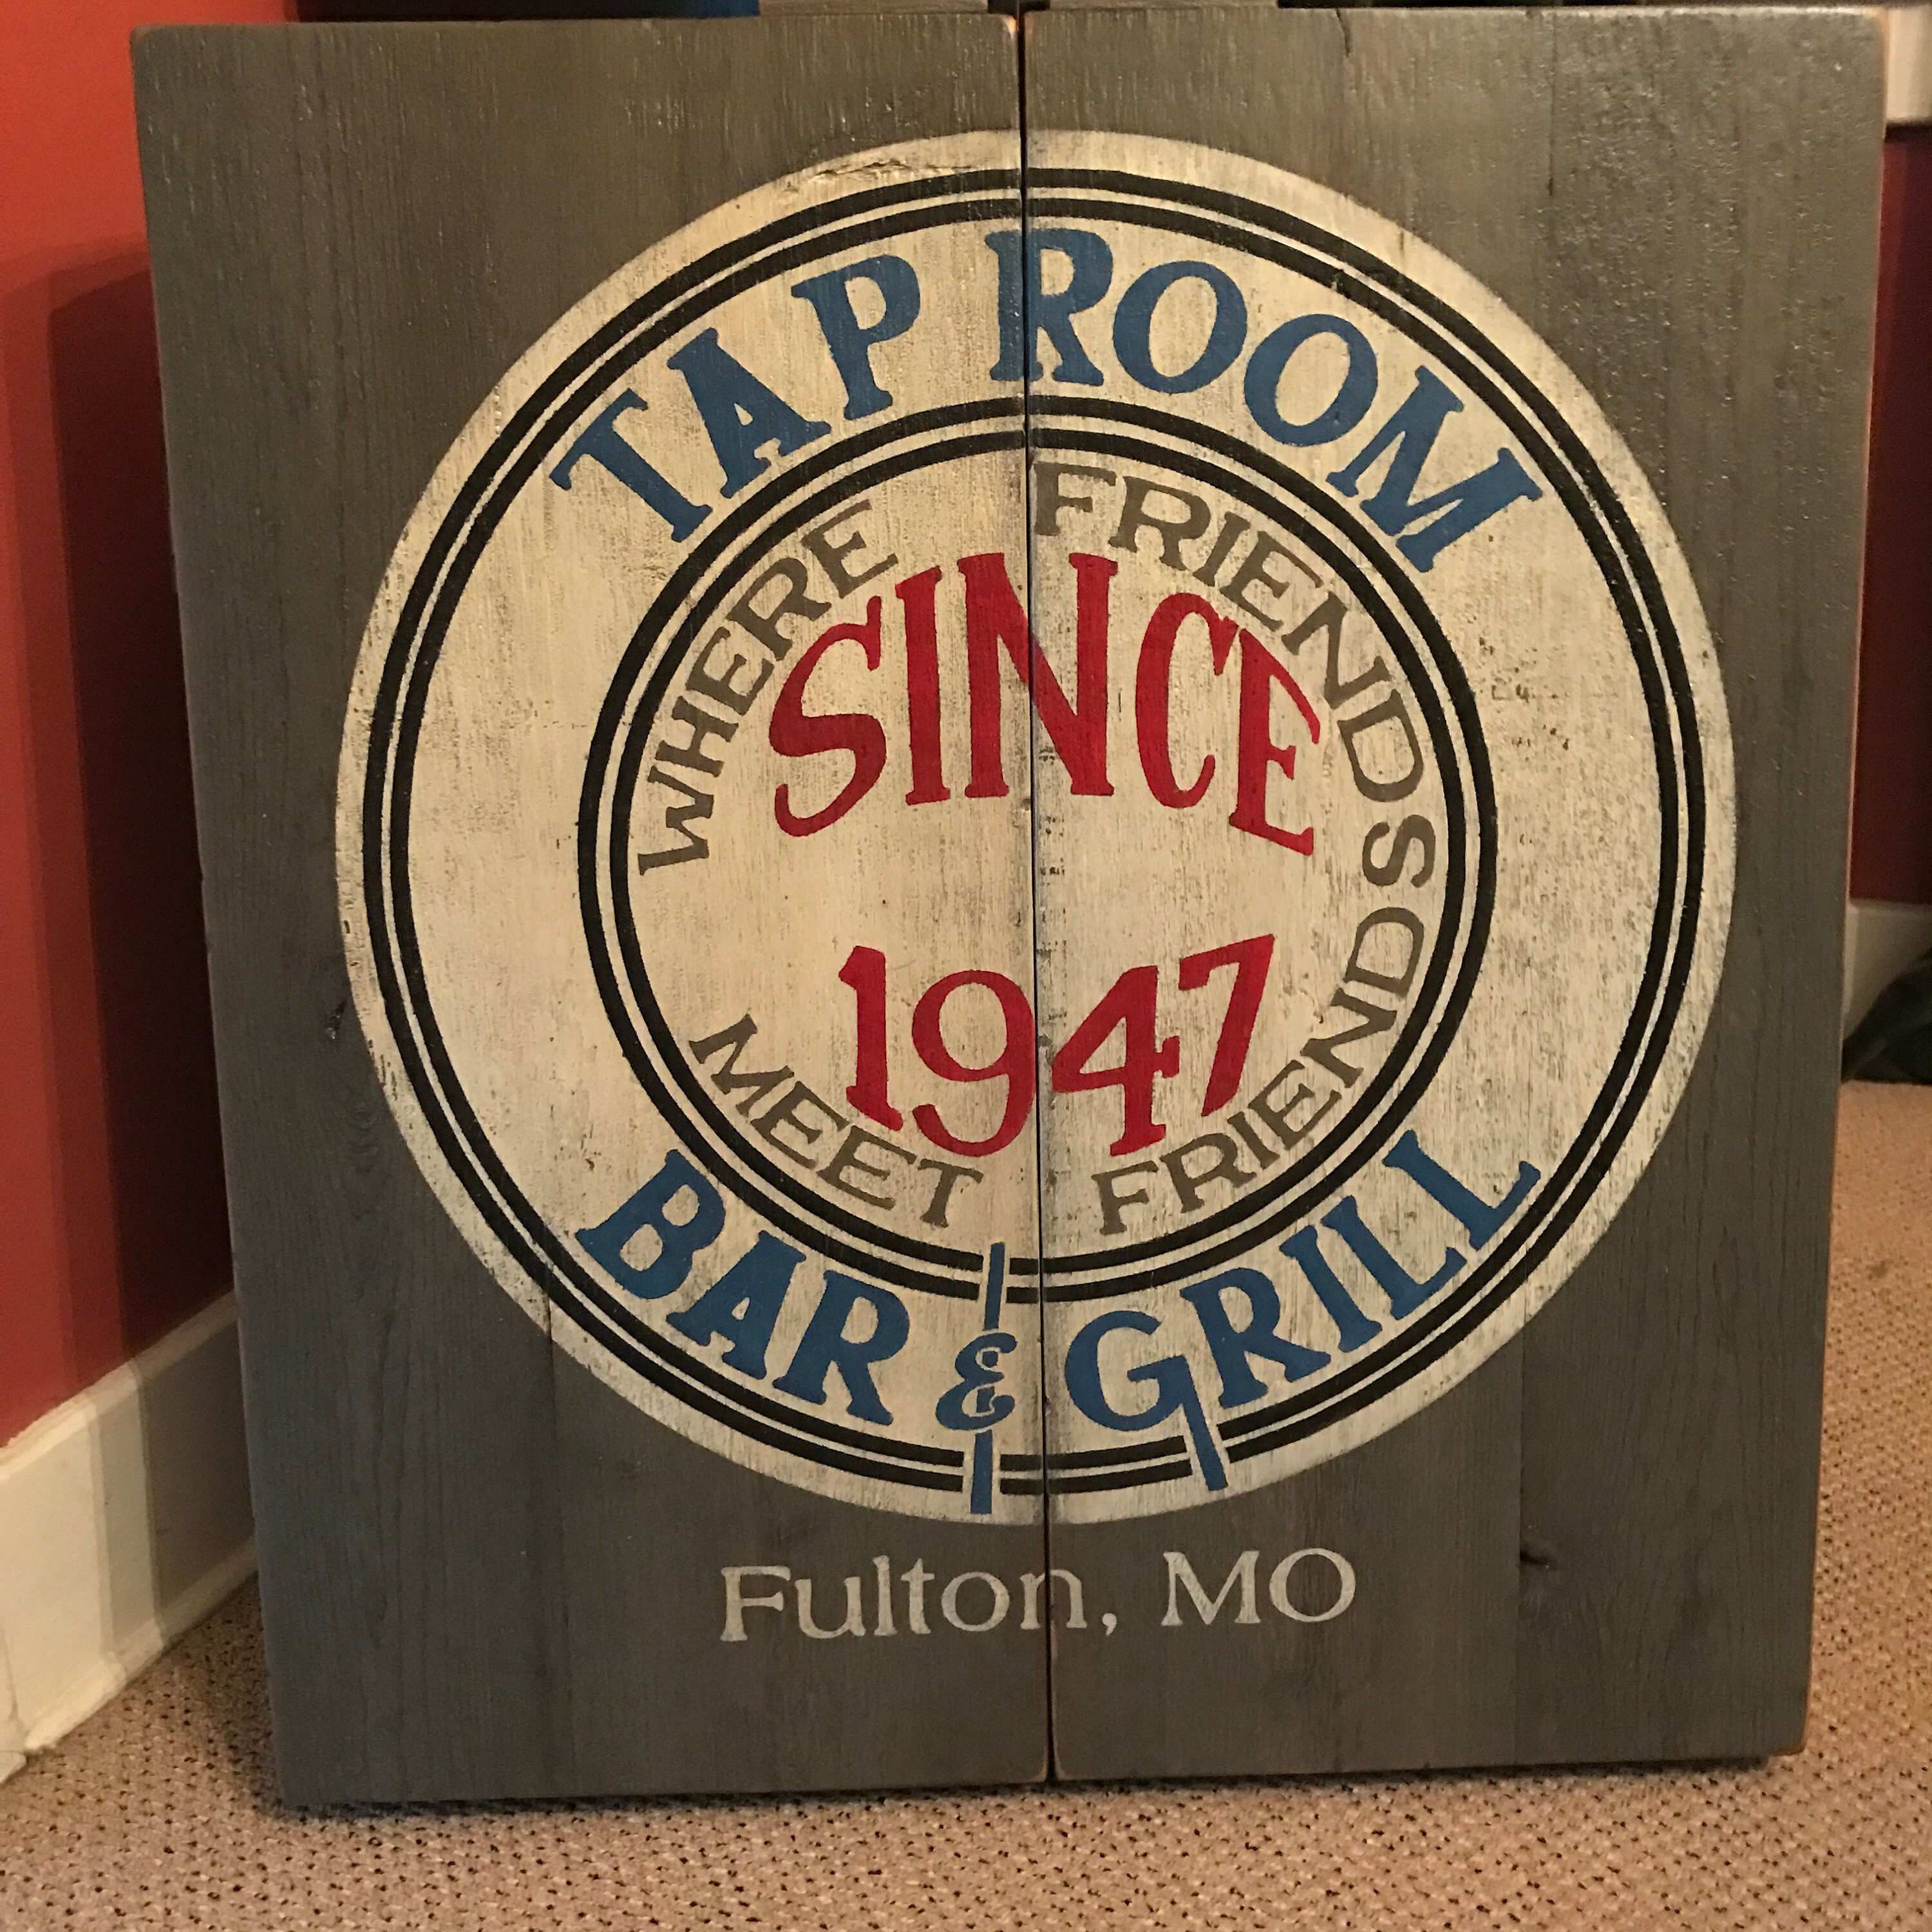 TAP ROOM
WHERE FRIENDS
SINCE
1947
MEET FRIENDS
BAR & GRILL
Fulton, MO